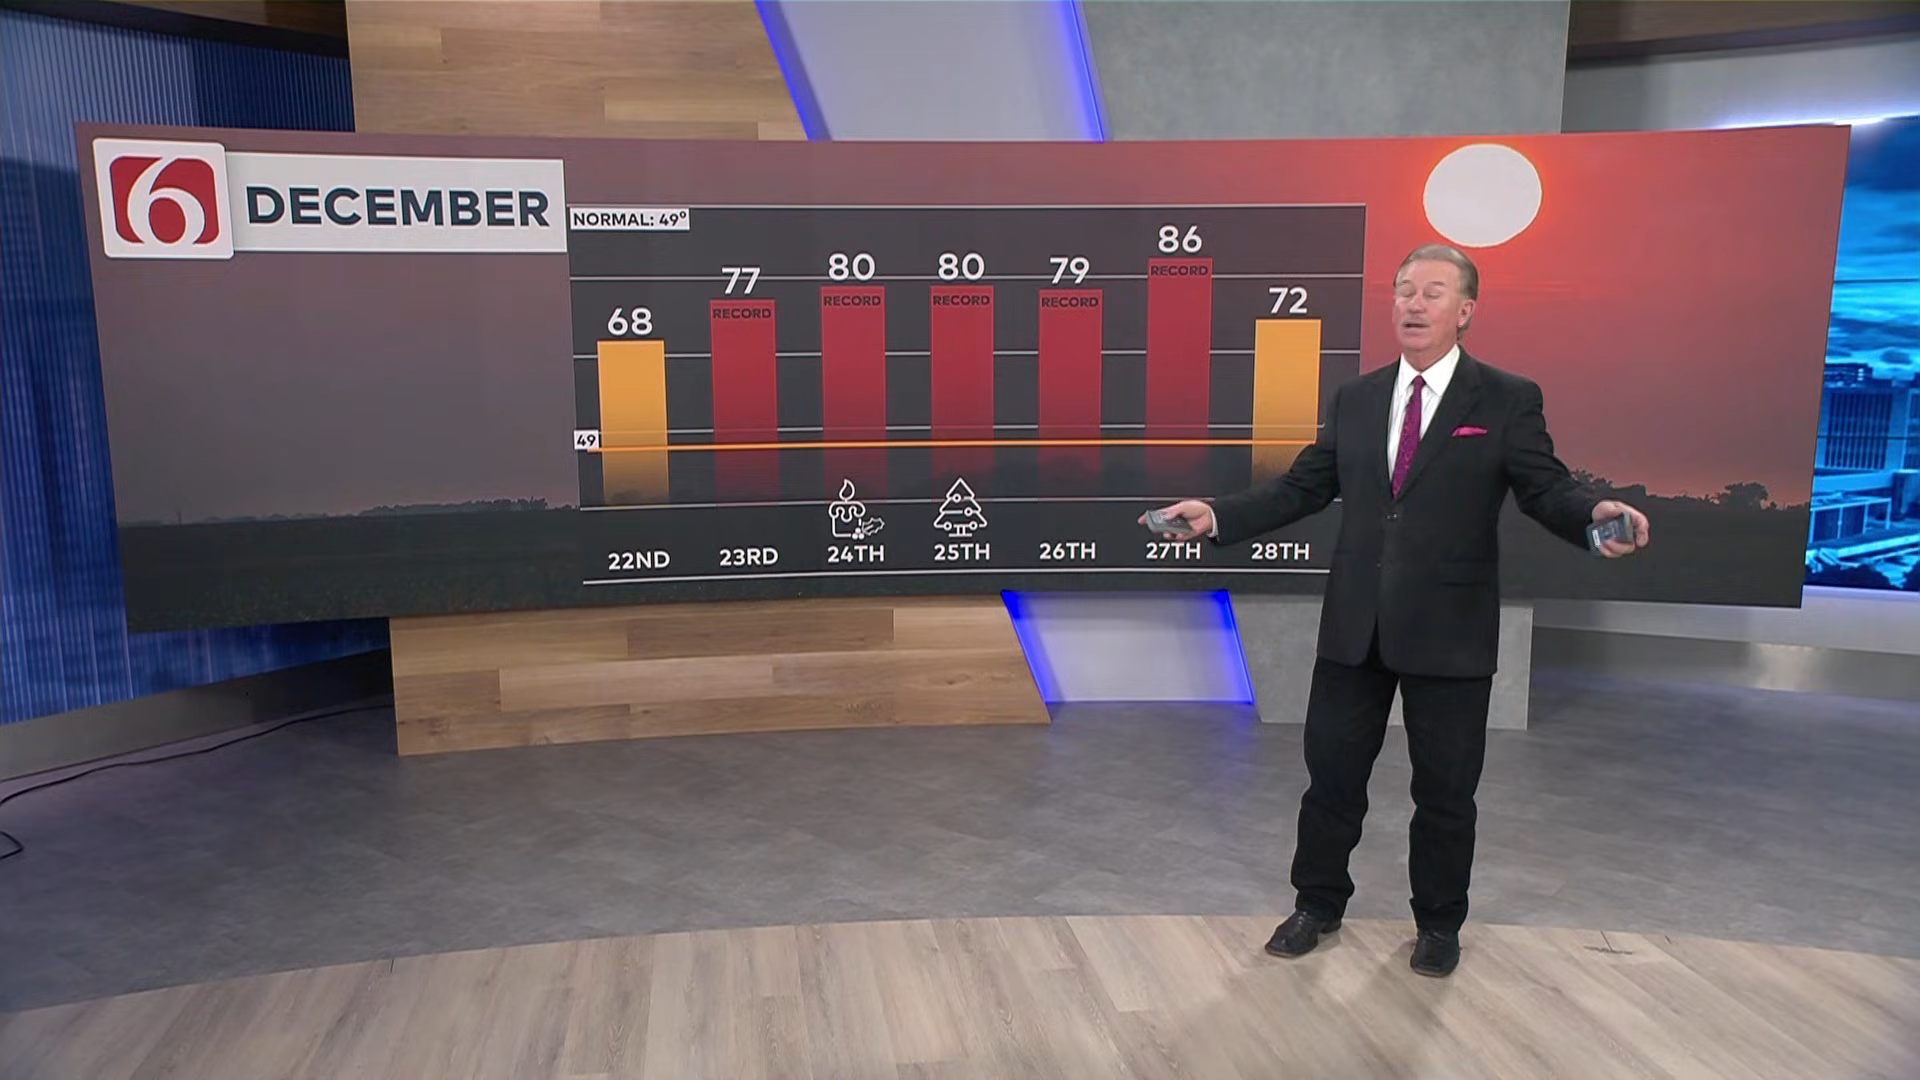 6
DECEMBER
NORMAL: 49°
68
77
80
80
79
86
72
RECORD
RECORD
RECORD
RECORD
RECORD
49
22ND
23RD
24TH
25TH
26TH
27TH
28TH